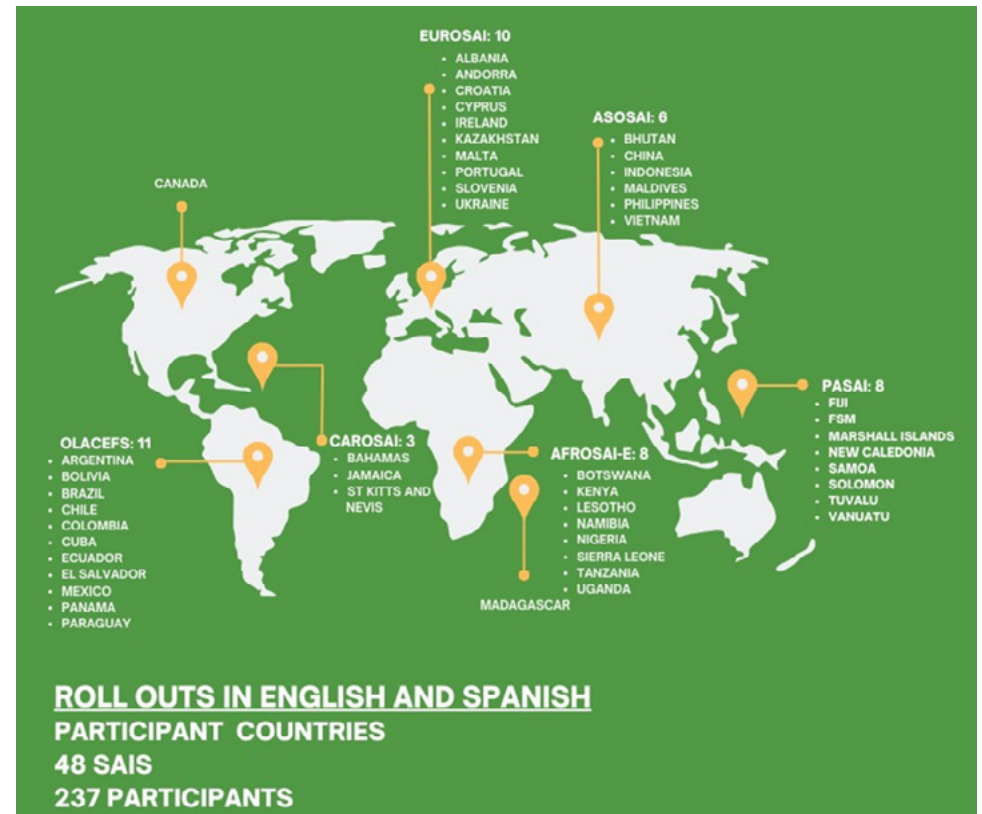 EUROSAI: 10
• ALBANIA
• ANDORRA
• CROATIA
• CYPRUS
• IRELAND
• KAZAKHSTAN
• MALTA
• PORTUGAL
• SLOVENIA
• UKRAINE
ASOSAI: 6
• BHUTAN
• CHINA
• INDONESIA
• MALDIVES
• PHILIPPINES
• VIETNAM
CANADA
PASAI: 8
• FIJI
• FSM
• MARSHALL ISLANDS
• NEW CALEDONIA
• SAMOA
• SOLOMON
• TUVALU
• VANUATU
OLACEFS: 11
• ARGENTINA
• BOLIVIA
• BRAZIL
• CHILE
• COLOMBIA
• CUBA
• ECUADOR
• EL SALVADOR
• MEXICO
• PANAMA
• PARAGUAY
CAROSAI: 3
• BAHAMAS
• JAMAICA
• ST KITTS AND
NEVIS
AFROSAI-E: 8
• BOTSWANA
• KENYA
• LESOTHO
• NAMIBIA
• NIGERIA
• SIERRA LEONE
• TANZANIA
• UGANDA
MADAGASCAR
ROLL OUTS IN ENGLISH AND SPANISH
PARTICIPANT COUNTRIES
48 SAIS
237 PARTICIPANTS